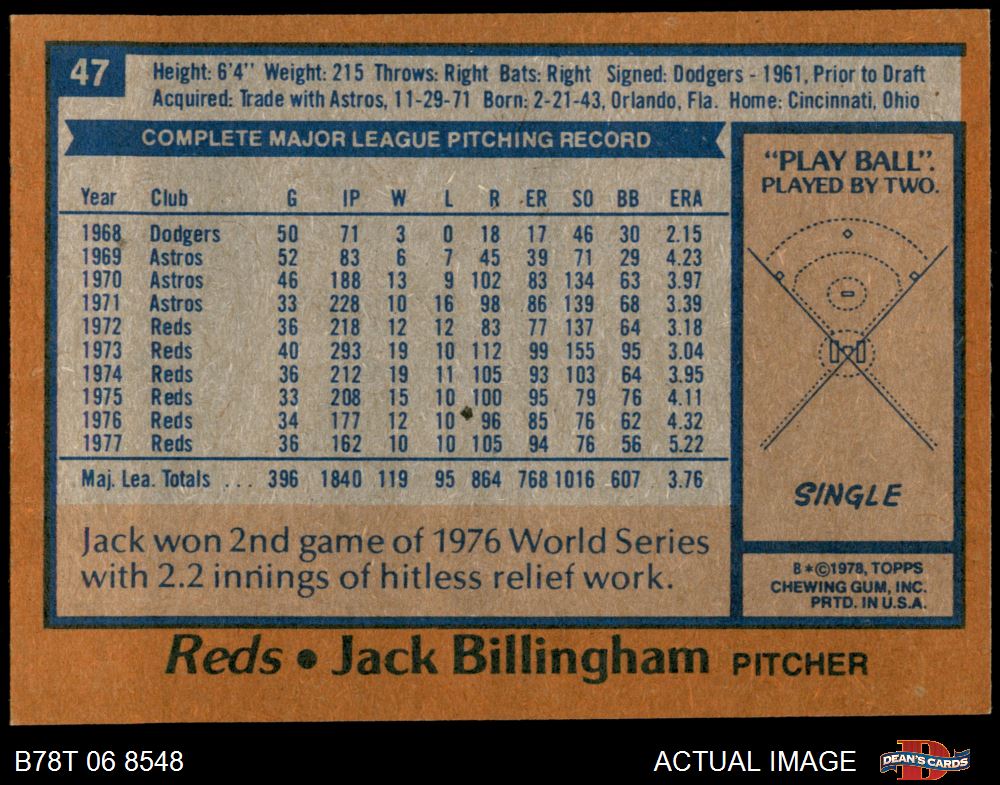 47
Height: 6'4" Weight: 215 Throws: Right Bats: Right Signed: Dodgers - 1961, Prior to Draft
Acquired: Trade with Astros, 11-29-71 Born: 2-21-43, Orlando, Fla. Home: Cincinnati, Ohio
COMPLETE MAJOR LEAGUE PITCHING RECORD
Year Club G IP W L R ER SO BB ERA
1968 Dodgers 50 71 3 0 18 17 46 30 2.15
1969 Astros 52 83 6 7 45 39 71 29 4.23
1970 Astros 46 188 13 9 102 83 134 63 3.97
1971 Astros 33 228 10 16 98 86 139 68 3.39
1972 Reds 36 218 12 12 83 77 137 64 3.18
1973 Reds 40 293 19 10 112 99 155 95 3.04
1974 Reds 36 212 19 11 105 93 103 64 3.95
1975 Reds 33 208 15 10 100 95 79 76 4.11
1976 Reds 34 177 12 10 96 85 76 62 4.32
1977 Reds 36 162 10 10 105 94 76 56 5.22
Maj. Lea. Totals ... 396 1840 119 95 864 768 1016 607 3.76
Jack won 2nd game of 1976 World Series
with 2.2 innings of hitless relief work.
"PLAY BALL".
PLAYED BY TWO.
SINGLE
B*©1978, TOPPS
CHEWING GUM, INC.
PRTD. IN U.S.A.
Reds • Jack Billingham PITCHER
B78T 06 8548
ACTUAL IMAGE
D
DEAN'S CARDS